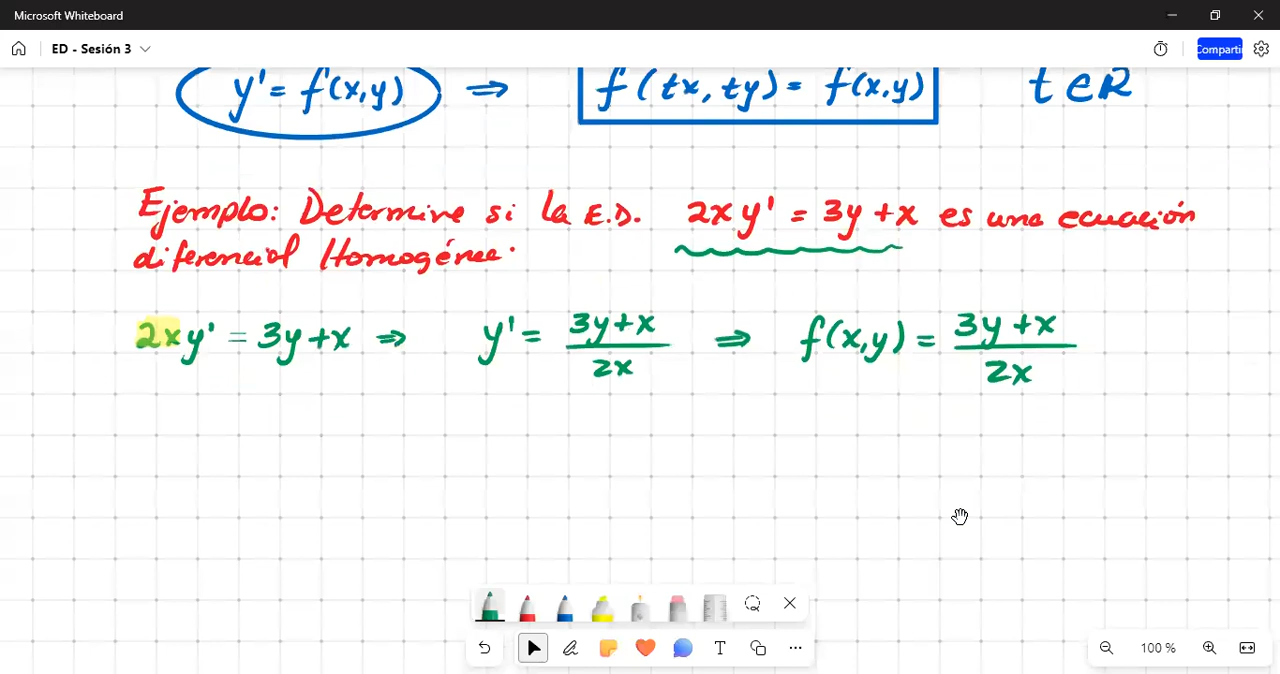 Microsoft Whiteboard
ED - Sesión 3
Comparti
y' = f(x,y) ⇒ f(tx, ty) = f(x,y) t ∈ R
Ejemplo: Determine si la E.D. 2xy' = 3y + x es una ecuación
diferencial Homogénea.
2xy' = 3y+x ⇒ y' = (3y+x)/(2x) ⇒ f(x,y) = (3y+x)/(2x)
T
100 %